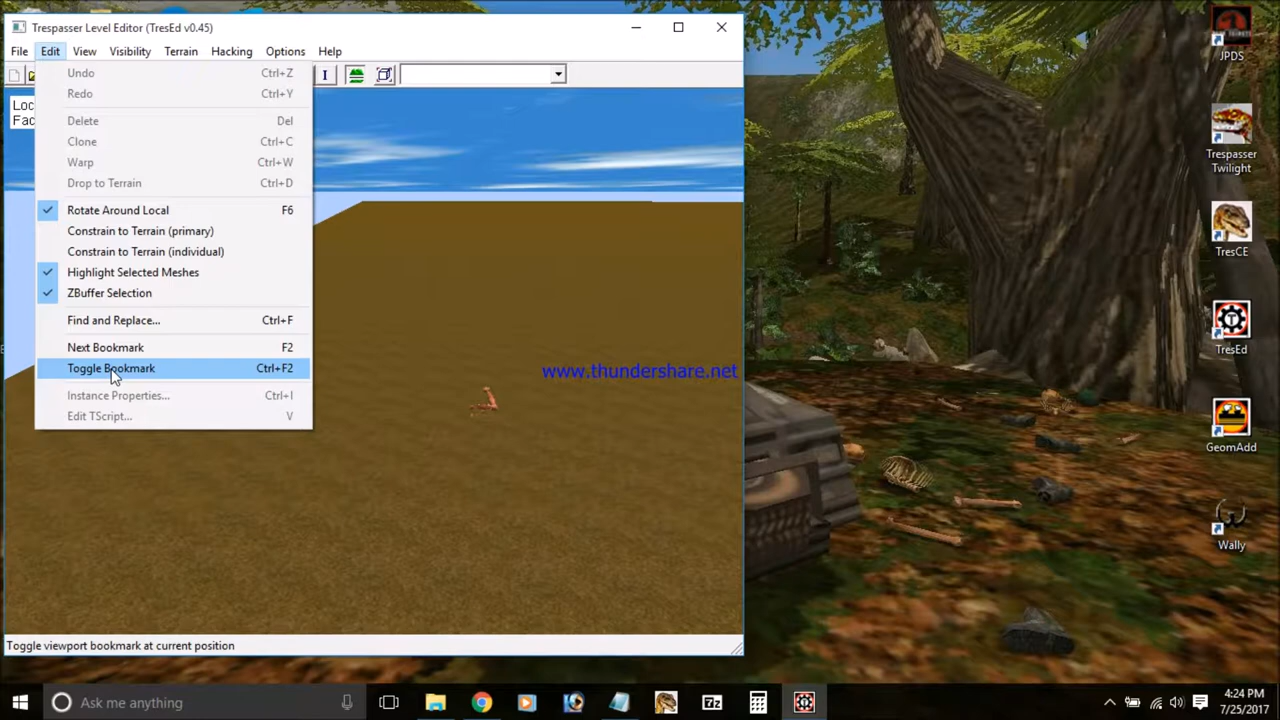 Trespasser Level Editor (TresEd v0.45)
File Edit View Visibility Terrain Hacking Options Help
I
Loc
Fac
Undo Ctrl+Z
Redo Ctrl+Y
Delete Del
Clone Ctrl+C
Warp Ctrl+W
Drop to Terrain Ctrl+D
Rotate Around Local F6
Constrain to Terrain (primary)
Constrain to Terrain (individual)
Highlight Selected Meshes
ZBuffer Selection
Find and Replace... Ctrl+F
Next Bookmark F2
Toggle Bookmark Ctrl+F2
Instance Properties... Ctrl+I
Edit TScript... V
www.thundershare.net
Toggle viewport bookmark at current position
JPDS
Trespasser
Twilight
TresCE
TresEd
GeomAdd
Wally
Ask me anything
7z
4:24 PM
7/25/2017